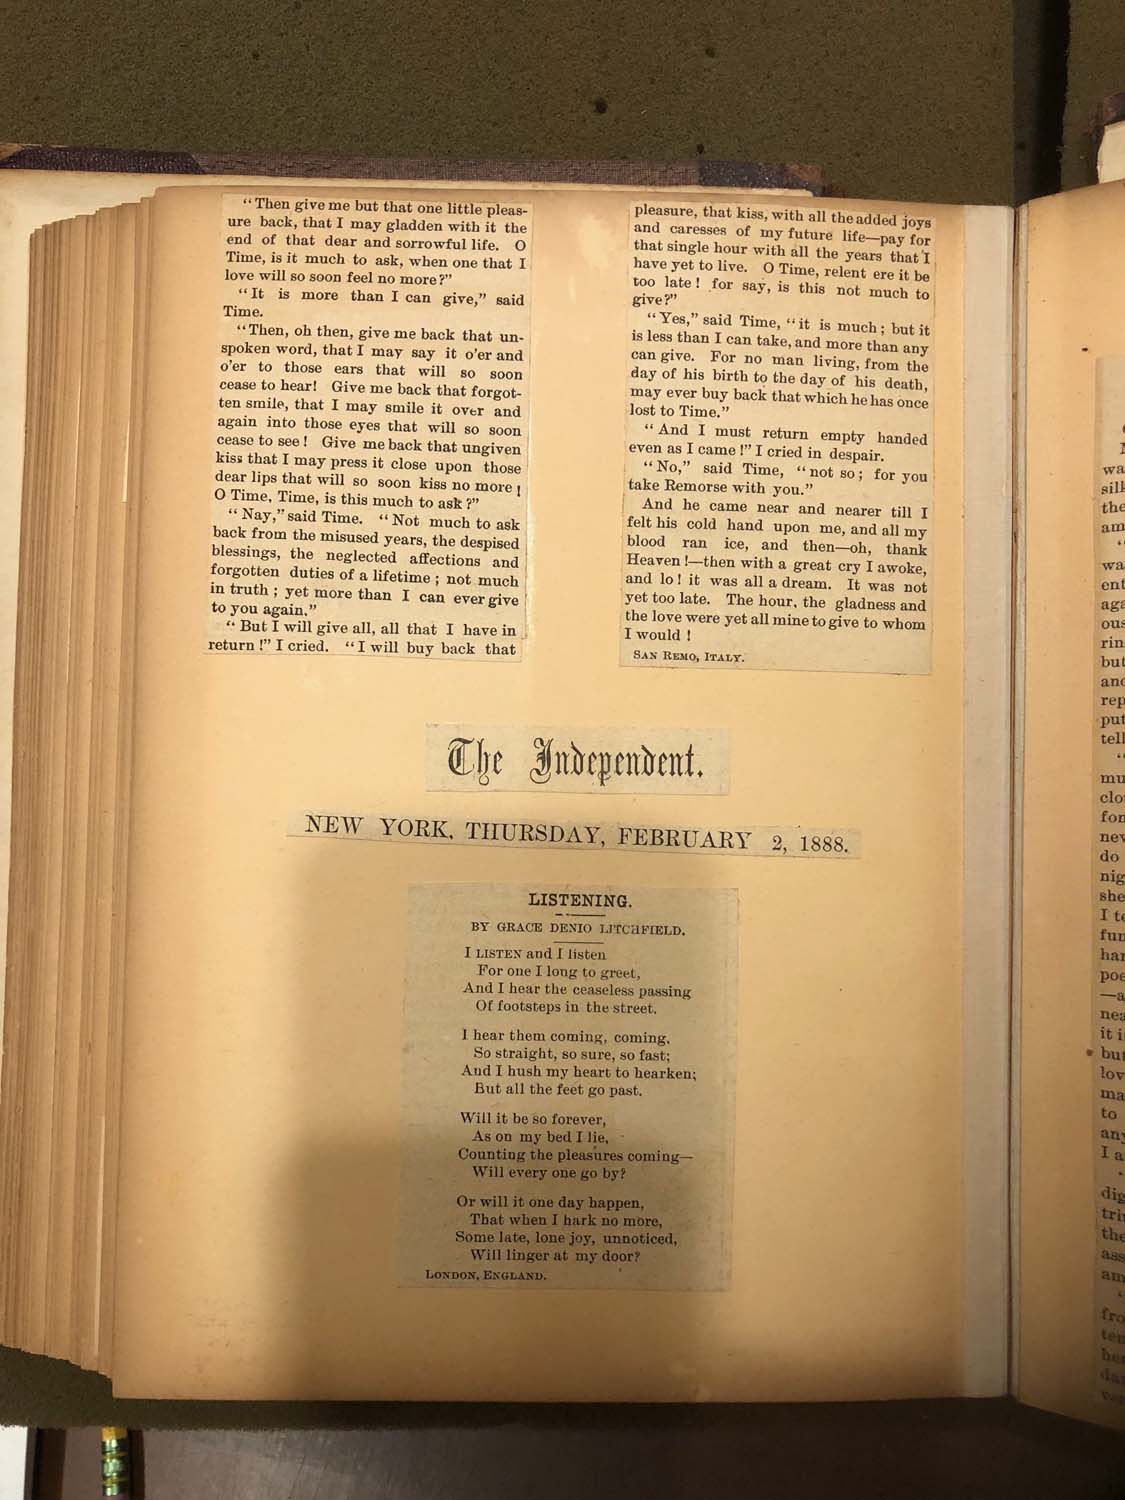 "Then give me but that one little pleas-
ure back, that I may gladden with it the
end of that dear and sorrowful life. O
Time, is it much to ask, when one that I
love will so soon feel no more?"
"It is more than I can give," said
Time.
"Then, oh then, give me back that un-
spoken word, that I may say it o'er and
o'er to those ears that will so soon
cease to hear! Give me back that forgot-
ten smile, that I may smile it over and
again into those eyes that will so soon
cease to see! Give me back that ungiven
kiss that I may press it close upon those
dear lips that will so soon kiss no more!
O Time, Time, is this much to ask?"
"Nay," said Time. "Not much to ask
back from the misused years, the despised
blessings, the neglected affections and
forgotten duties of a lifetime; not much
in truth; yet more than I can ever give
to you again."
"But I will give all, all that I have in
return!" I cried. "I will buy back that
pleasure, that kiss, with all the added joys
and caresses of my future life—pay for
that single hour with all the years that I
have yet to live. O Time, relent ere it be
too late! for say, is this not much to
give?"
"Yes," said Time, "it is much; but it
is less than I can take, and more than any
can give. For no man living, from the
day of his birth to the day of his death,
may ever buy back that which he has once
lost to Time."
"And I must return empty handed
even as I came!" I cried in despair.
"No," said Time, "not so; for you
take Remorse with you."
And he came near and nearer till I
felt his cold hand upon me, and all my
blood ran ice, and then—oh, thank
Heaven!—then with a great cry I awoke,
and lo! it was all a dream. It was not
yet too late. The hour, the gladness and
the love were yet all mine to give to whom
I would!
SAN REMO, ITALY.
The Independent.
NEW YORK, THURSDAY, FEBRUARY 2, 1888.
LISTENING.
BY GRACE DENIO LITCHFIELD.
I LISTEN and I listen
For one I long to greet,
And I hear the ceaseless passing
Of footsteps in the street.
I hear them coming, coming,
So straight, so sure, so fast;
And I hush my heart to hearken;
But all the feet go past.
Will it be so forever,
As on my bed I lie,
Counting the pleasures coming—
Will every one go by?
Or will it one day happen,
That when I hark no more,
Some late, lone joy, unnoticed,
Will linger at my door?
LONDON, ENGLAND.